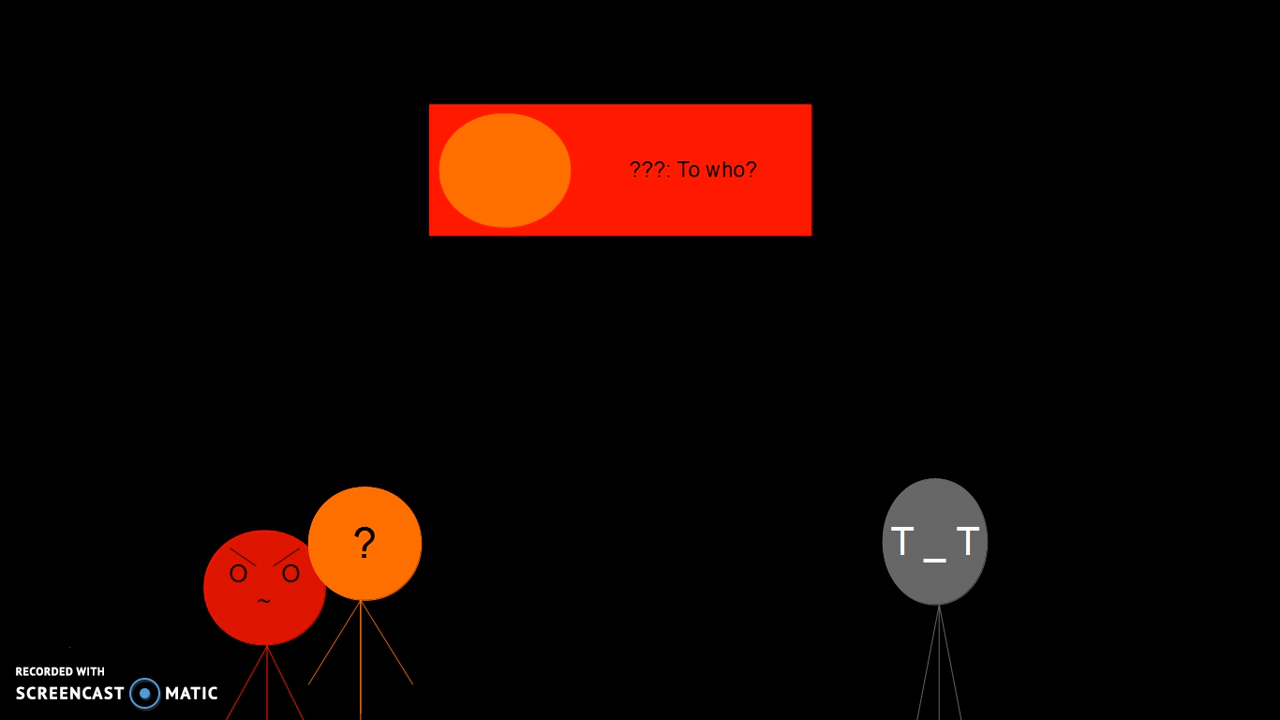 ???: To who?
?
T _ T
O O
~
RECORDED WITH
SCREENCAST MATIC